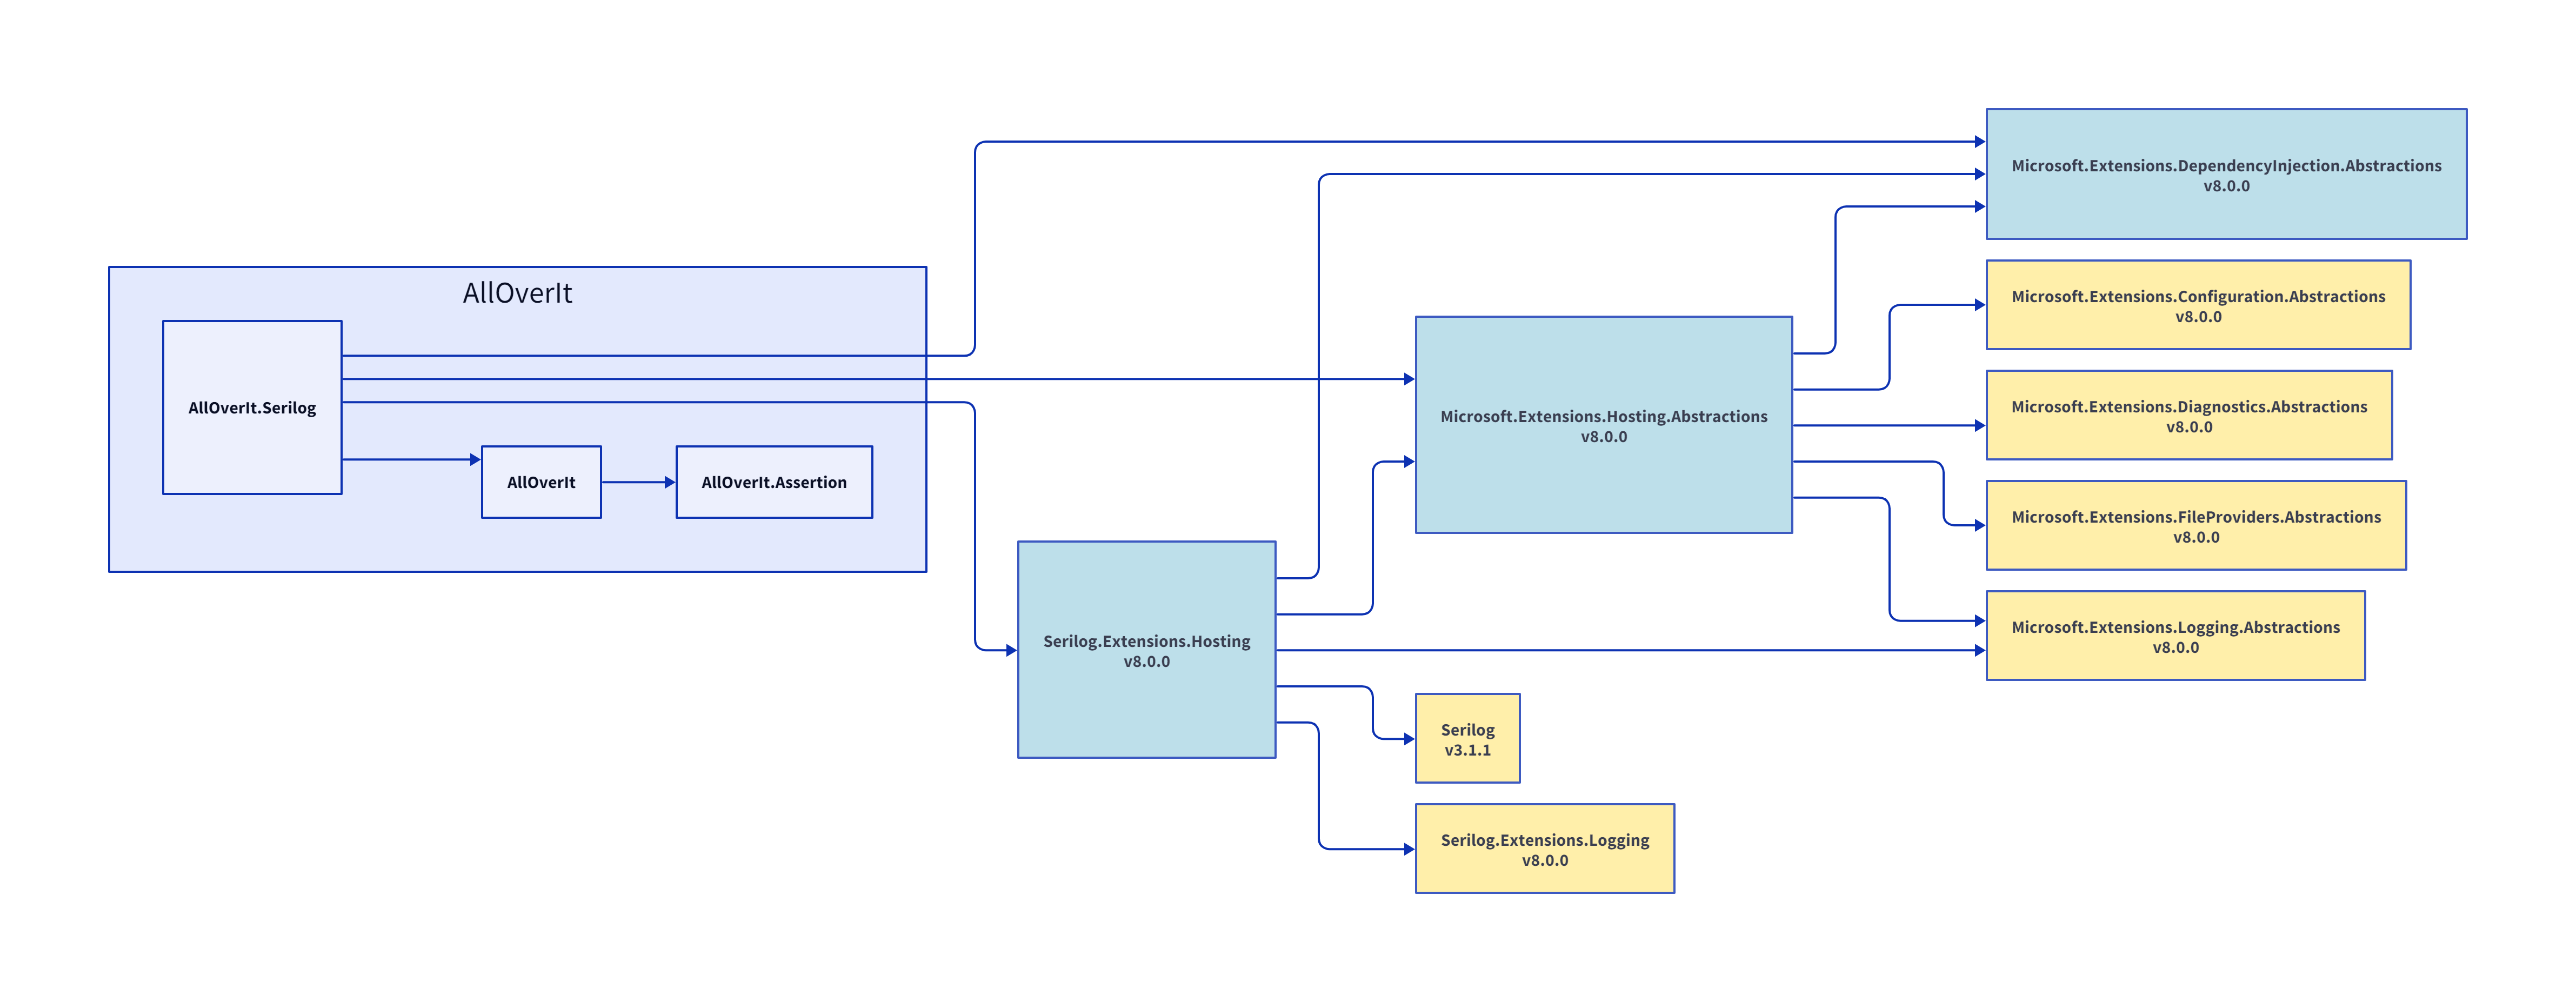 AllOverIt
AllOverIt.Serilog
AllOverIt
AllOverIt.Assertion
Serilog.Extensions.Hosting
v8.0.0
Microsoft.Extensions.Hosting.Abstractions
v8.0.0
Serilog
v3.1.1
Serilog.Extensions.Logging
v8.0.0
Microsoft.Extensions.DependencyInjection.Abstractions
v8.0.0
Microsoft.Extensions.Configuration.Abstractions
v8.0.0
Microsoft.Extensions.Diagnostics.Abstractions
v8.0.0
Microsoft.Extensions.FileProviders.Abstractions
v8.0.0
Microsoft.Extensions.Logging.Abstractions
v8.0.0